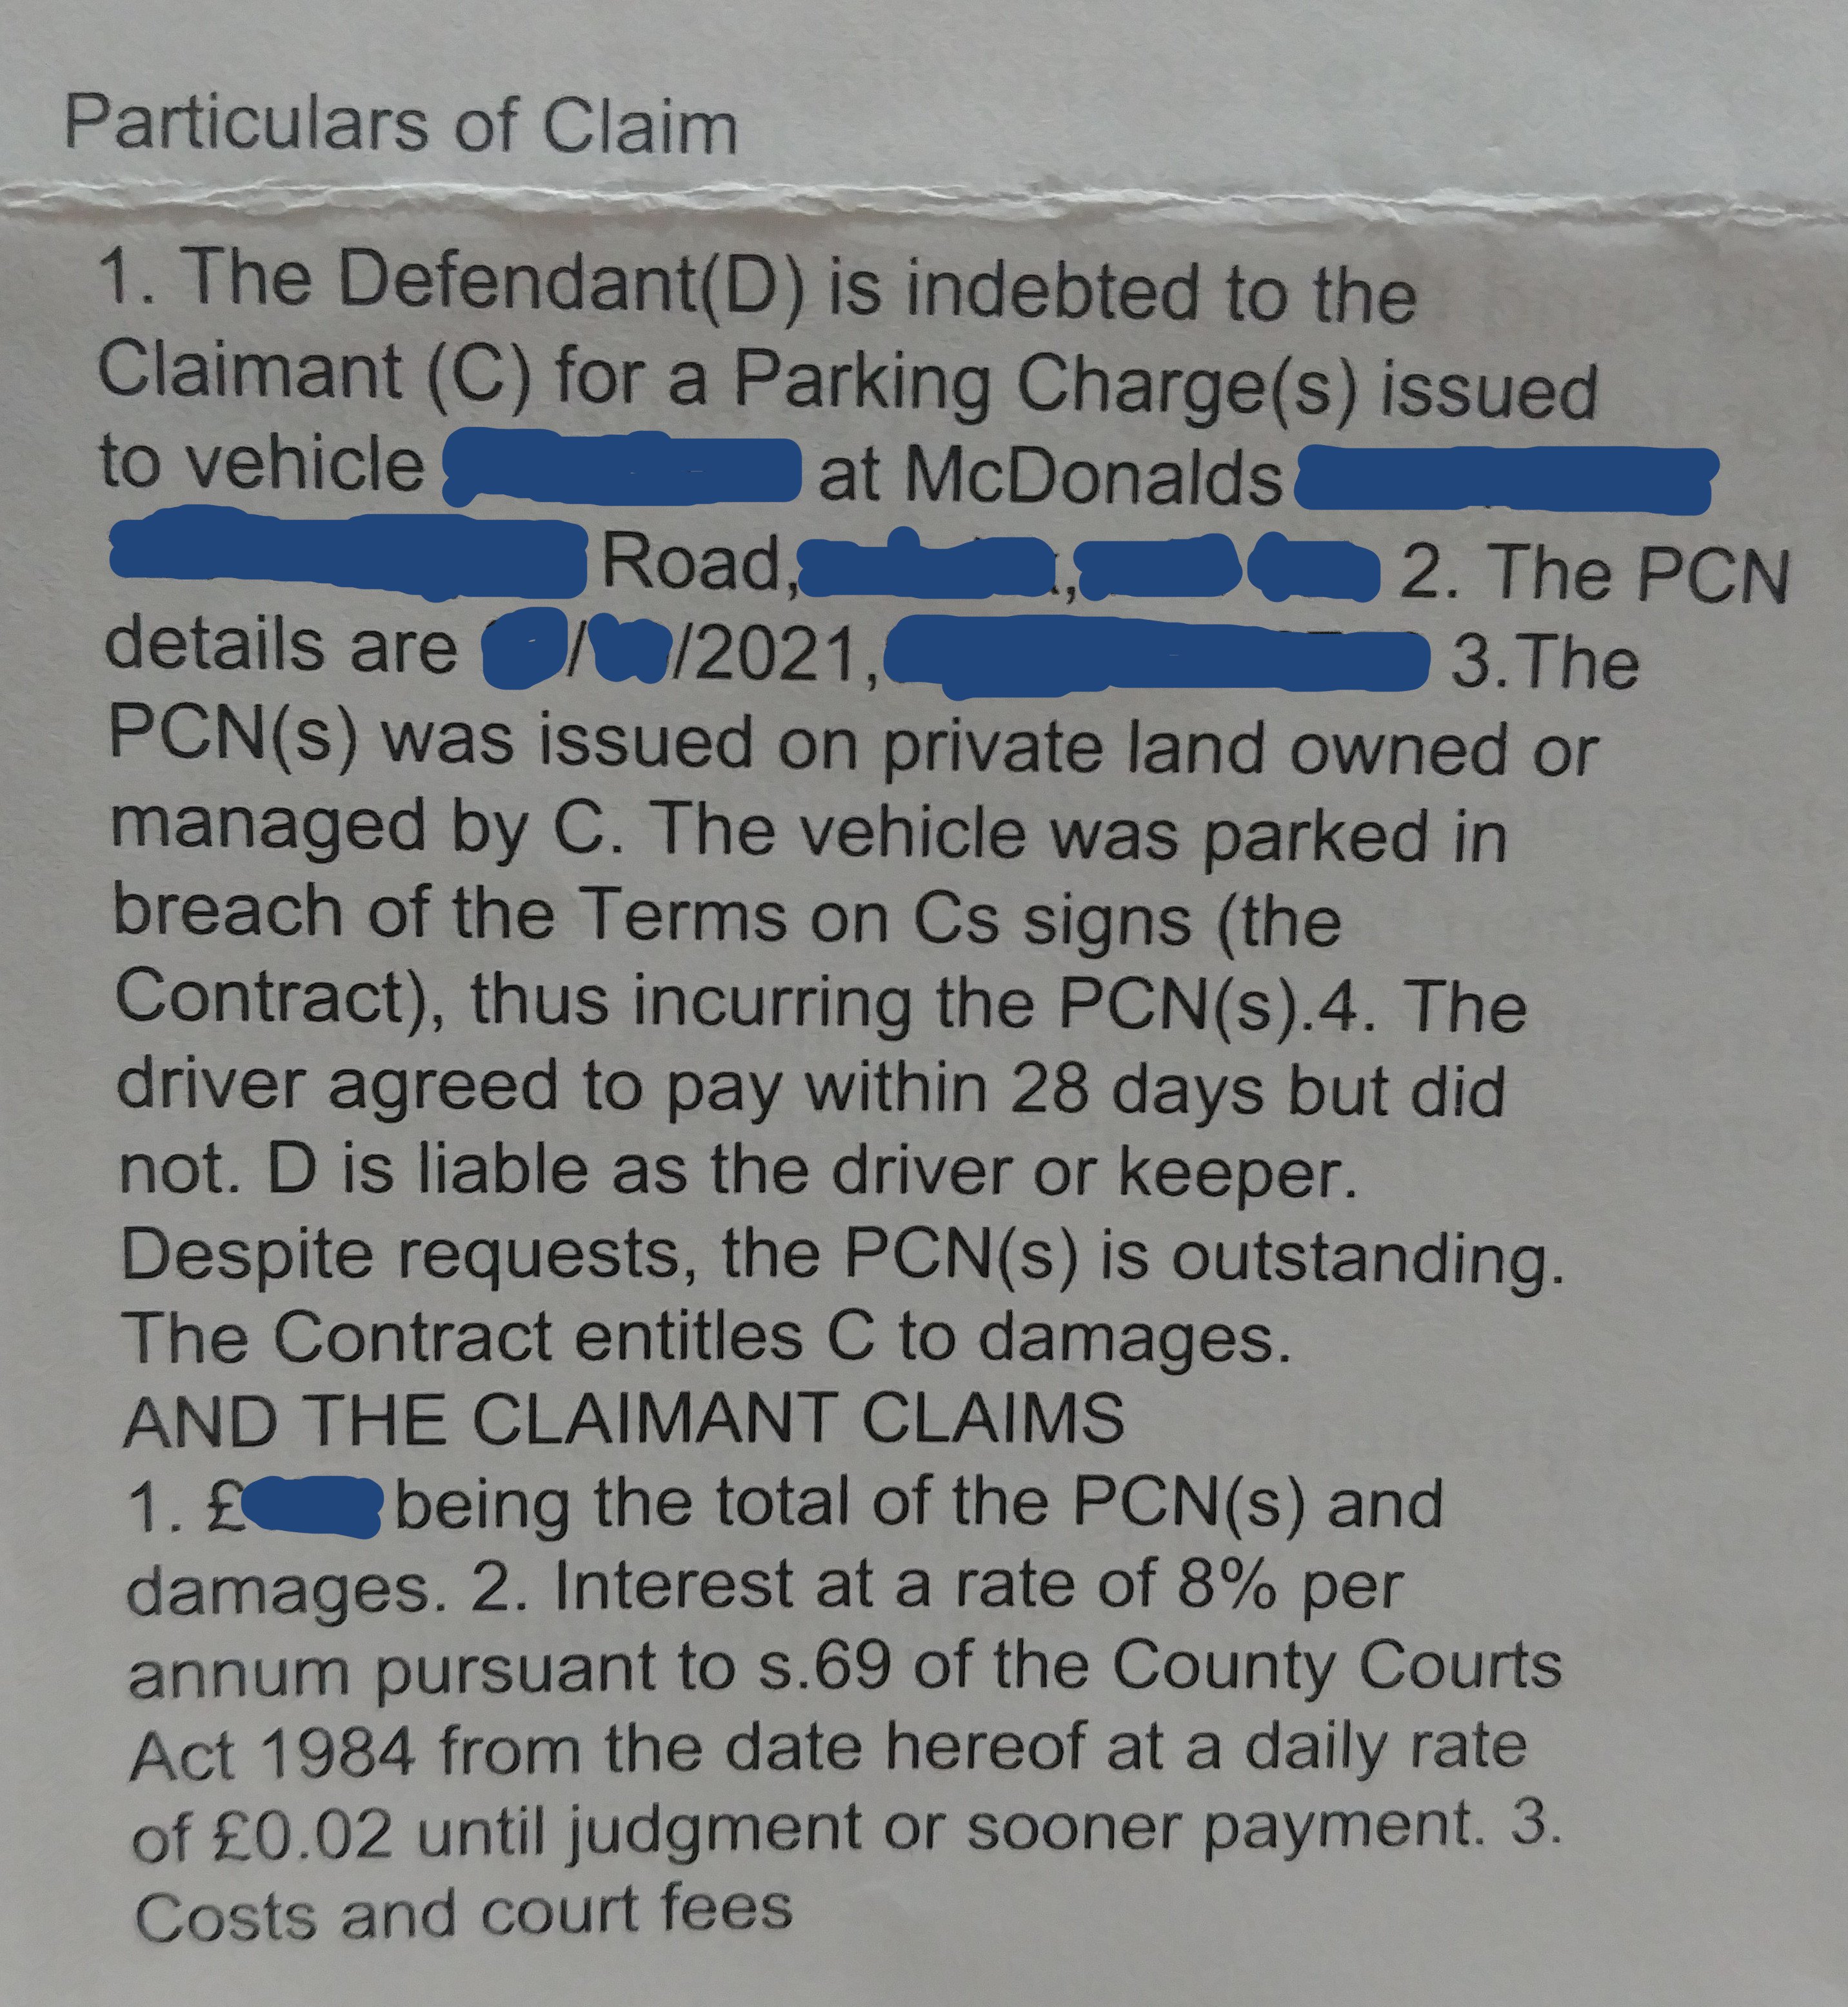 Particulars of Claim
1. The Defendant(D) is indebted to the
Claimant (C) for a Parking Charge(s) issued
to vehicle at McDonalds
Road, , 2. The PCN
details are / /2021, 3.The
PCN(s) was issued on private land owned or
managed by C. The vehicle was parked in
breach of the Terms on Cs signs (the
Contract), thus incurring the PCN(s).4. The
driver agreed to pay within 28 days but did
not. D is liable as the driver or keeper.
Despite requests, the PCN(s) is outstanding.
The Contract entitles C to damages.
AND THE CLAIMANT CLAIMS
1. £ being the total of the PCN(s) and
damages. 2. Interest at a rate of 8% per
annum pursuant to s.69 of the County Courts
Act 1984 from the date hereof at a daily rate
of £0.02 until judgment or sooner payment. 3.
Costs and court fees